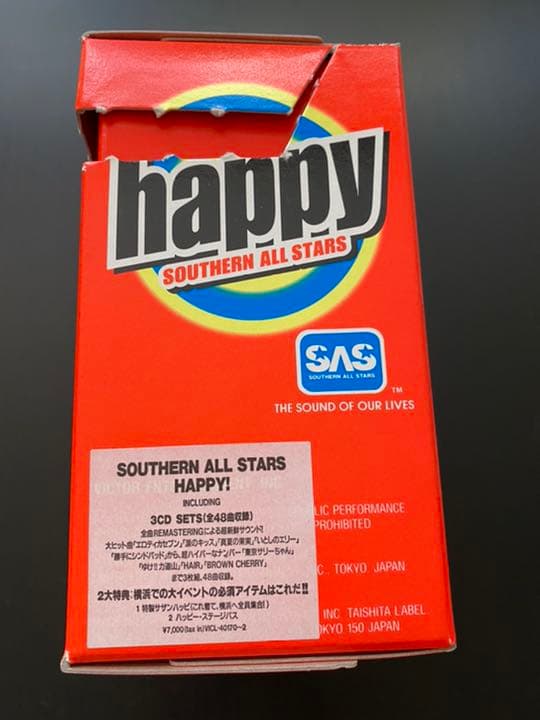 happy
SOUTHERN ALL STARS
SAS
SOUTHERN ALL STARS
TM
THE SOUND OF OUR LIVES
SOUTHERN ALL STARS
HAPPY!
INCLUDING
3CD SETS(全48曲収録)
全曲REMASTERINGによる超新鮮サウンド!?
大ヒット曲「エロティカセブン」「涙のキッス」「真夏の果実」「いとしのエリー」
「勝手にシンドバッド」から、超ハイパーなナンバー「東京サリーちゃん」
「ゆけ!!力道山」「HAIR」「BROWN CHERRY」
まで3枚組、48曲収録。
2大特典:横浜での大イベントの必須アイテムはこれだ!!
1 特製サザンハッピ(これ着て、横浜へ全員集合!)
2 ハッピー・ステージパス
¥7,000(tax in)/VICL-40170~2
LIC PERFORMANCE
PROHIBITED
C. TOKYO, JAPAN
INC. TAISHITA LABEL
KYO 150 JAPAN